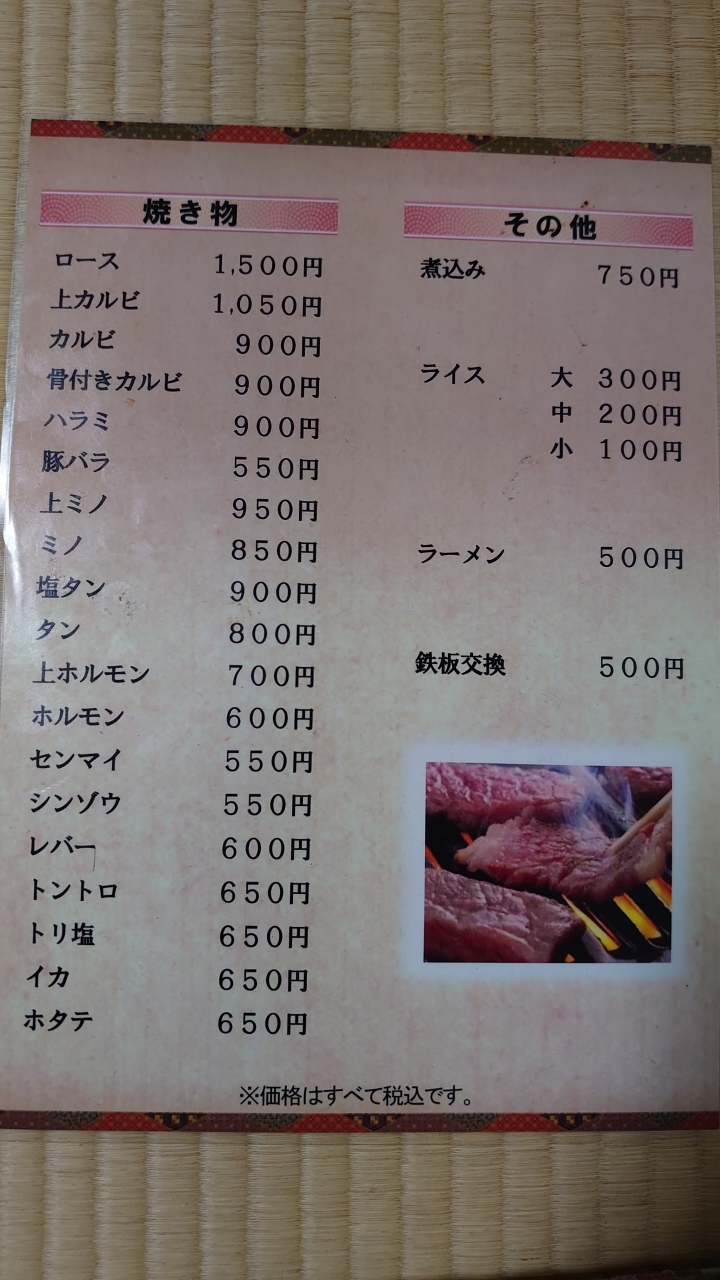 焼き物
ロース 1,500円
上カルビ 1,050円
カルビ 900円
骨付きカルビ 900円
ハラミ 900円
豚バラ 550円
上ミノ 950円
ミノ 850円
塩タン 900円
タン 800円
上ホルモン 700円
ホルモン 600円
センマイ 550円
シンゾウ 550円
レバー 600円
トントロ 650円
トリ塩 650円
イカ 650円
ホタテ 650円
その他
煮込み 750円
ライス 大 300円
中 200円
小 100円
ラーメン 500円
鉄板交換 500円
※価格はすべて税込です。